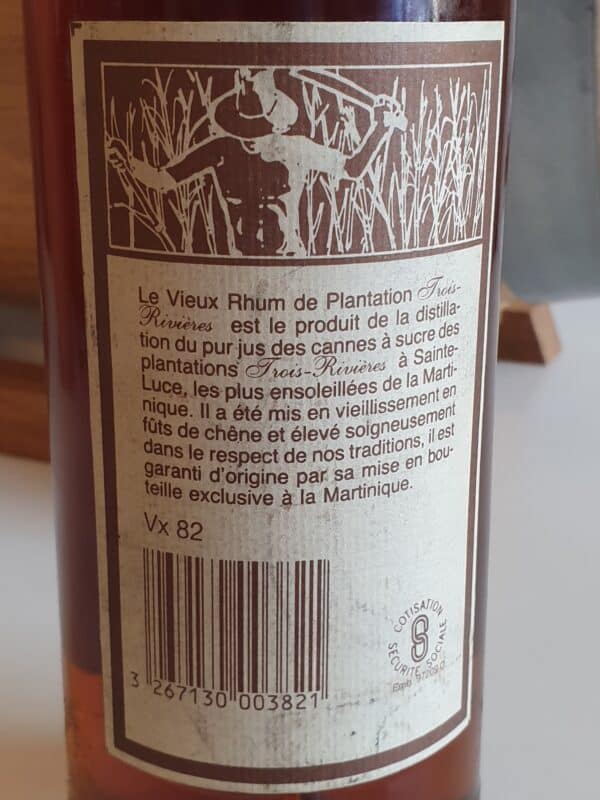 Le Vieux Rhum de Plantation Trois-
Rivières est le produit de la distilla-
tion du pur jus des cannes à sucre des
plantations Trois-Rivières à Sainte-
Luce, les plus ensoleillées de la Marti-
nique. Il a été mis en vieillissement en
fûts de chêne et élevé soigneusement
dans le respect de nos traditions, il est
garanti d'origine par sa mise en bou-
teille exclusive à la Martinique.
Vx 82
3 267130 003821
COTISATION
SECURITE SOCIALE